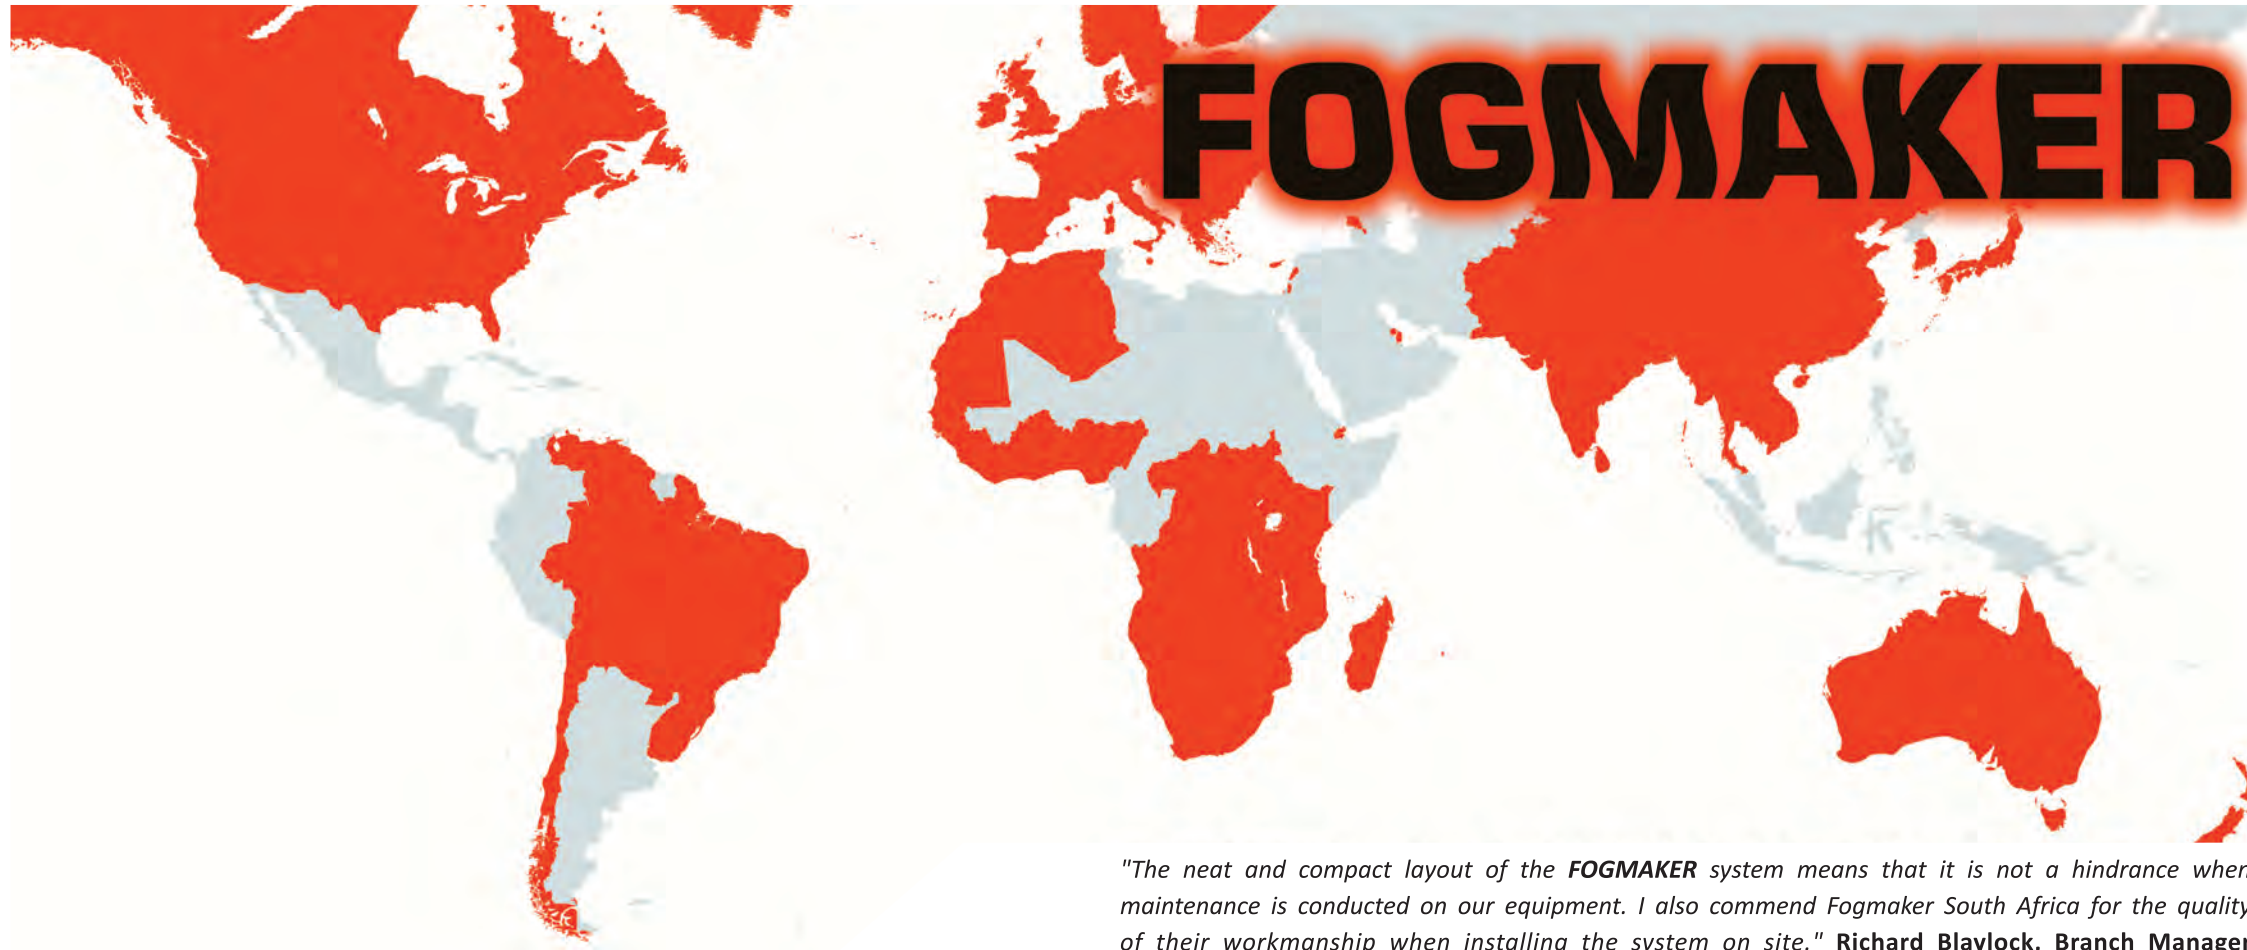 FOGMAKER
"The neat and compact layout of the FOGMAKER system means that it is not a hindrance when
maintenance is conducted on our equipment. I also commend Fogmaker South Africa for the quality
of their workmanship when installing the system on site." Richard Blaylock, Branch Manager